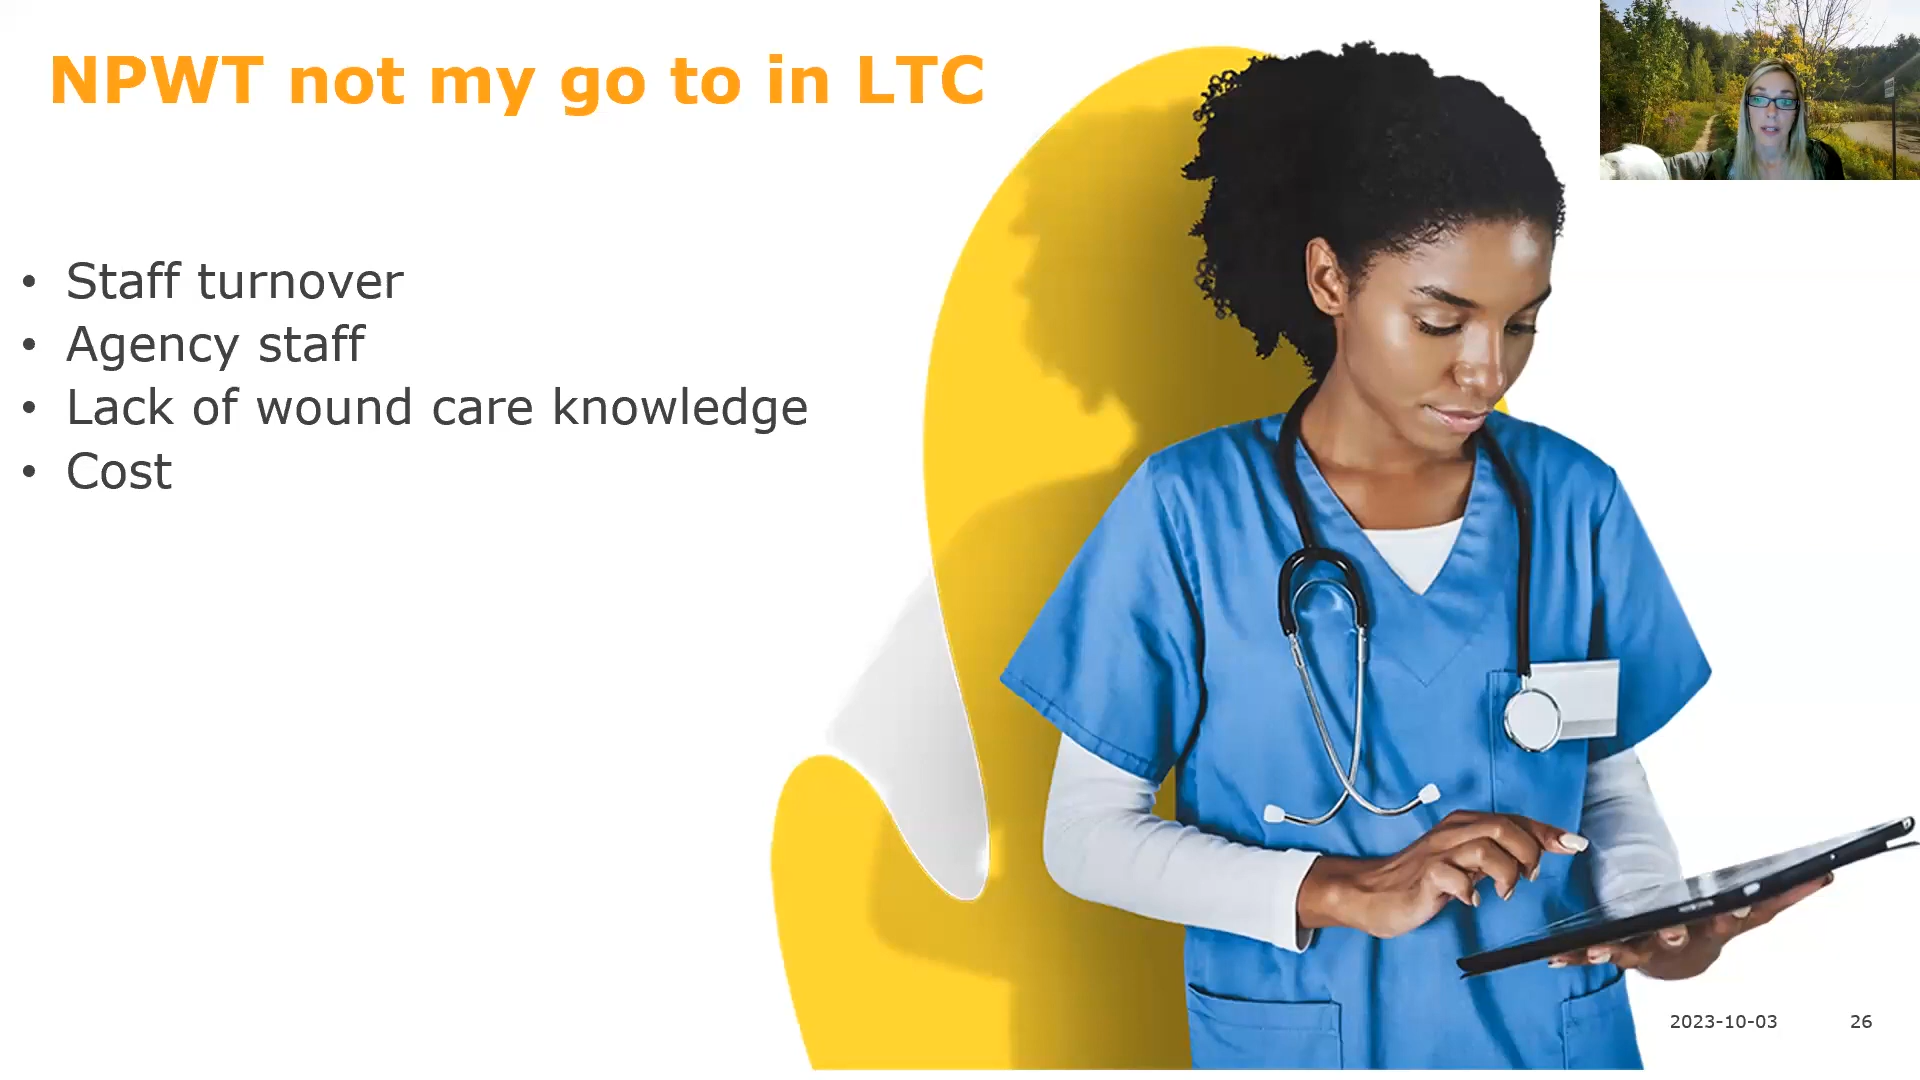 NPWT not my go to in LTC
• Staff turnover
• Agency staff
• Lack of wound care knowledge
• Cost
2023-10-03 26